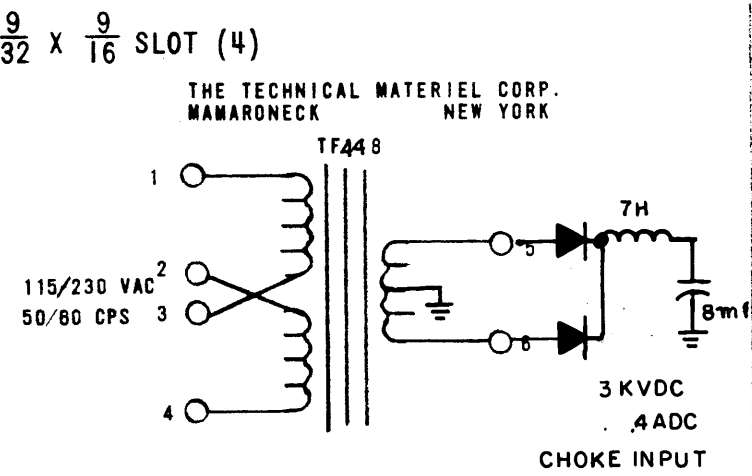 9/32 X 9/16 SLOT (4)
THE TECHNICAL MATERIEL CORP.
MAMARONECK NEW YORK
TF448
1
2
115/230 VAC
50/60 CPS
3
4
5
6
7H
8mf
3 KVDC
.4 ADC
CHOKE INPUT